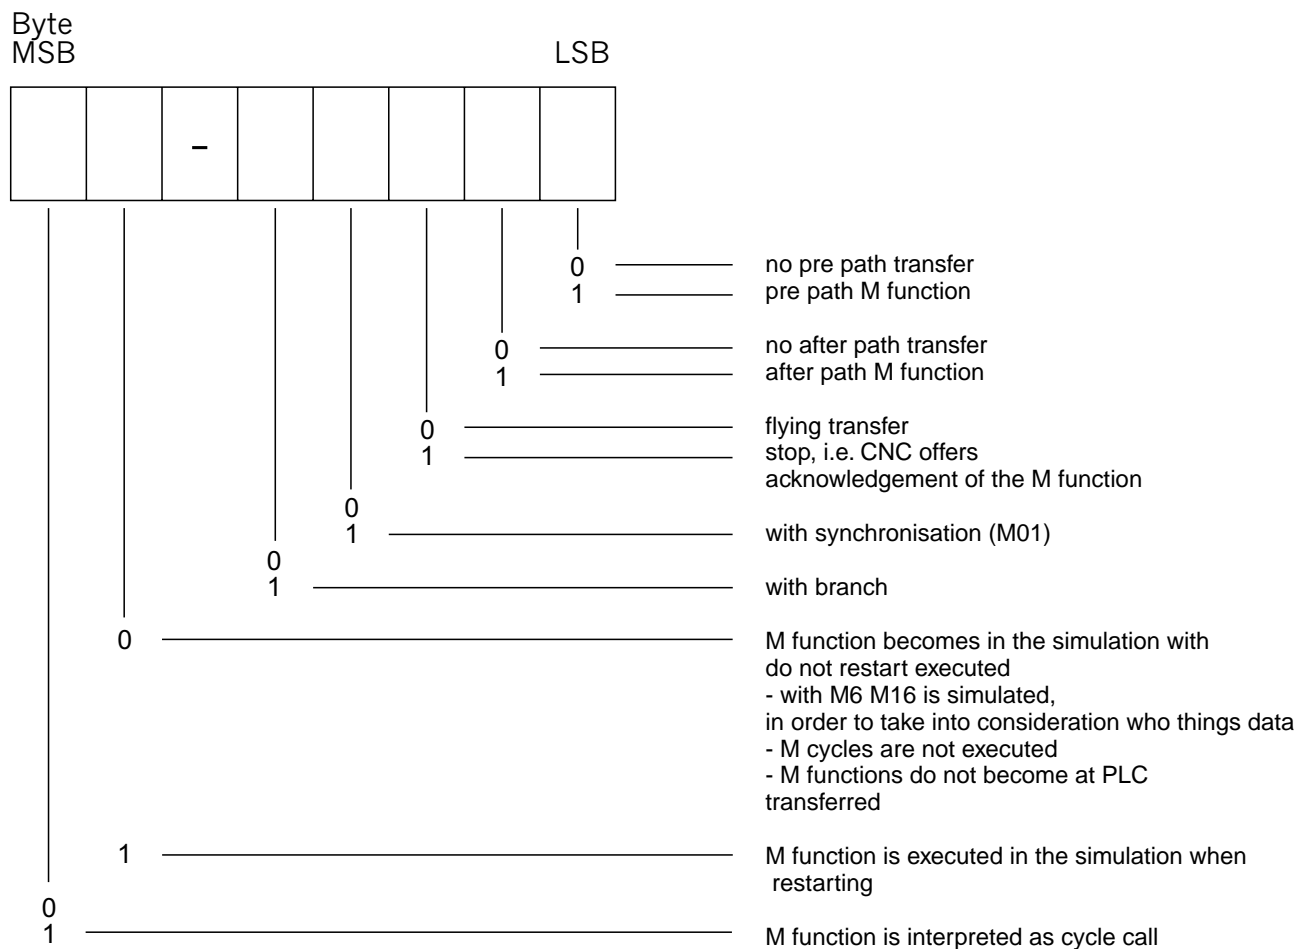 Byte
MSB LSB
–
0 no pre path transfer
1 pre path M function
0 no after path transfer
1 after path M function
0 flying transfer
1 stop, i.e. CNC offers
acknowledgement of the M function
0
1 with synchronisation (M01)
0
1 with branch
0 M function becomes in the simulation with
do not restart executed
- with M6 M16 is simulated,
in order to take into consideration who things data
- M cycles are not executed
- M functions do not become at PLC
transferred
1 M function is executed in the simulation when
restarting
0
1 M function is interpreted as cycle call